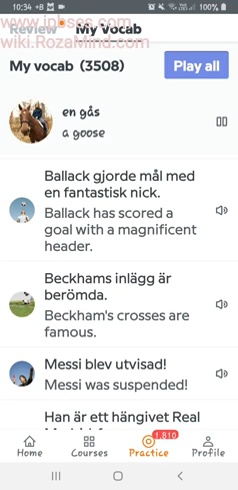 10:34 +8
100%
www.inbses.com
Review My Vocab
wiki.RozaMind.com
My vocab (3508) Play all
en gås
a goose
Ballack gjorde mål med
en fantastisk nick.
Ballack has scored a
goal with a magnificent
header.
Beckhams inlägg är
berömda.
Beckham's crosses are
famous.
Messi blev utvisad!
Messi was suspended!
Han är ett hängivet Real
1,810
Home Courses Practice Profile